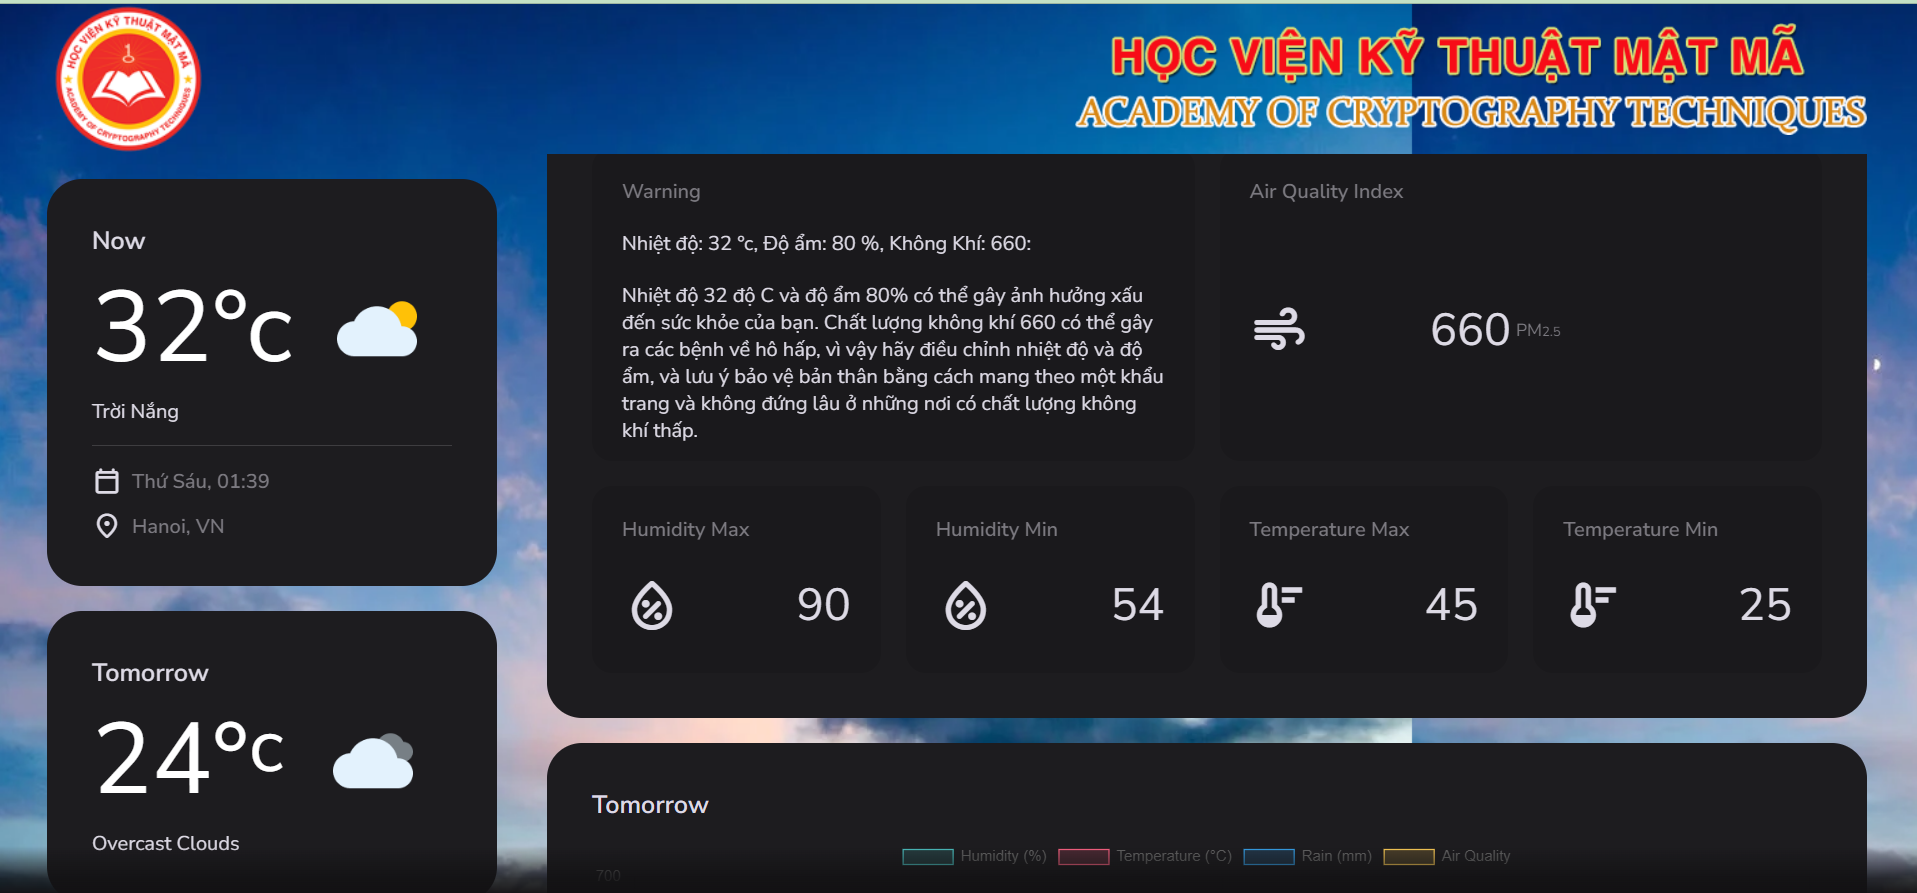 HỌC VIỆN KỸ THUẬT MẬT MÃ
ACADEMY OF CRYPTOGRAPHY TECHNIQUES
HỌC VIỆN KỸ THUẬT MẬT MÃ
ACADEMY OF CRYPTOGRAPHY TECHNIQUES
Now
32°c
Trời Nắng
Thứ Sáu, 01:39
Hanoi, VN
Tomorrow
24°c
Overcast Clouds
Warning
Nhiệt độ: 32 °c, Độ ẩm: 80 %, Không Khí: 660:
Nhiệt độ 32 độ C và độ ẩm 80% có thể gây ảnh hưởng xấu
đến sức khỏe của bạn. Chất lượng không khí 660 có thể gây
ra các bệnh về hô hấp, vì vậy hãy điều chỉnh nhiệt độ và độ
ẩm, và lưu ý bảo vệ bản thân bằng cách mang theo một khẩu
trang và không đứng lâu ở những nơi có chất lượng không
khí thấp.
Air Quality Index
660 PM2.5
Humidity Max
90
Humidity Min
54
Temperature Max
45
Temperature Min
25
Tomorrow
Humidity (%) Temperature (°C) Rain (mm) Air Quality
700